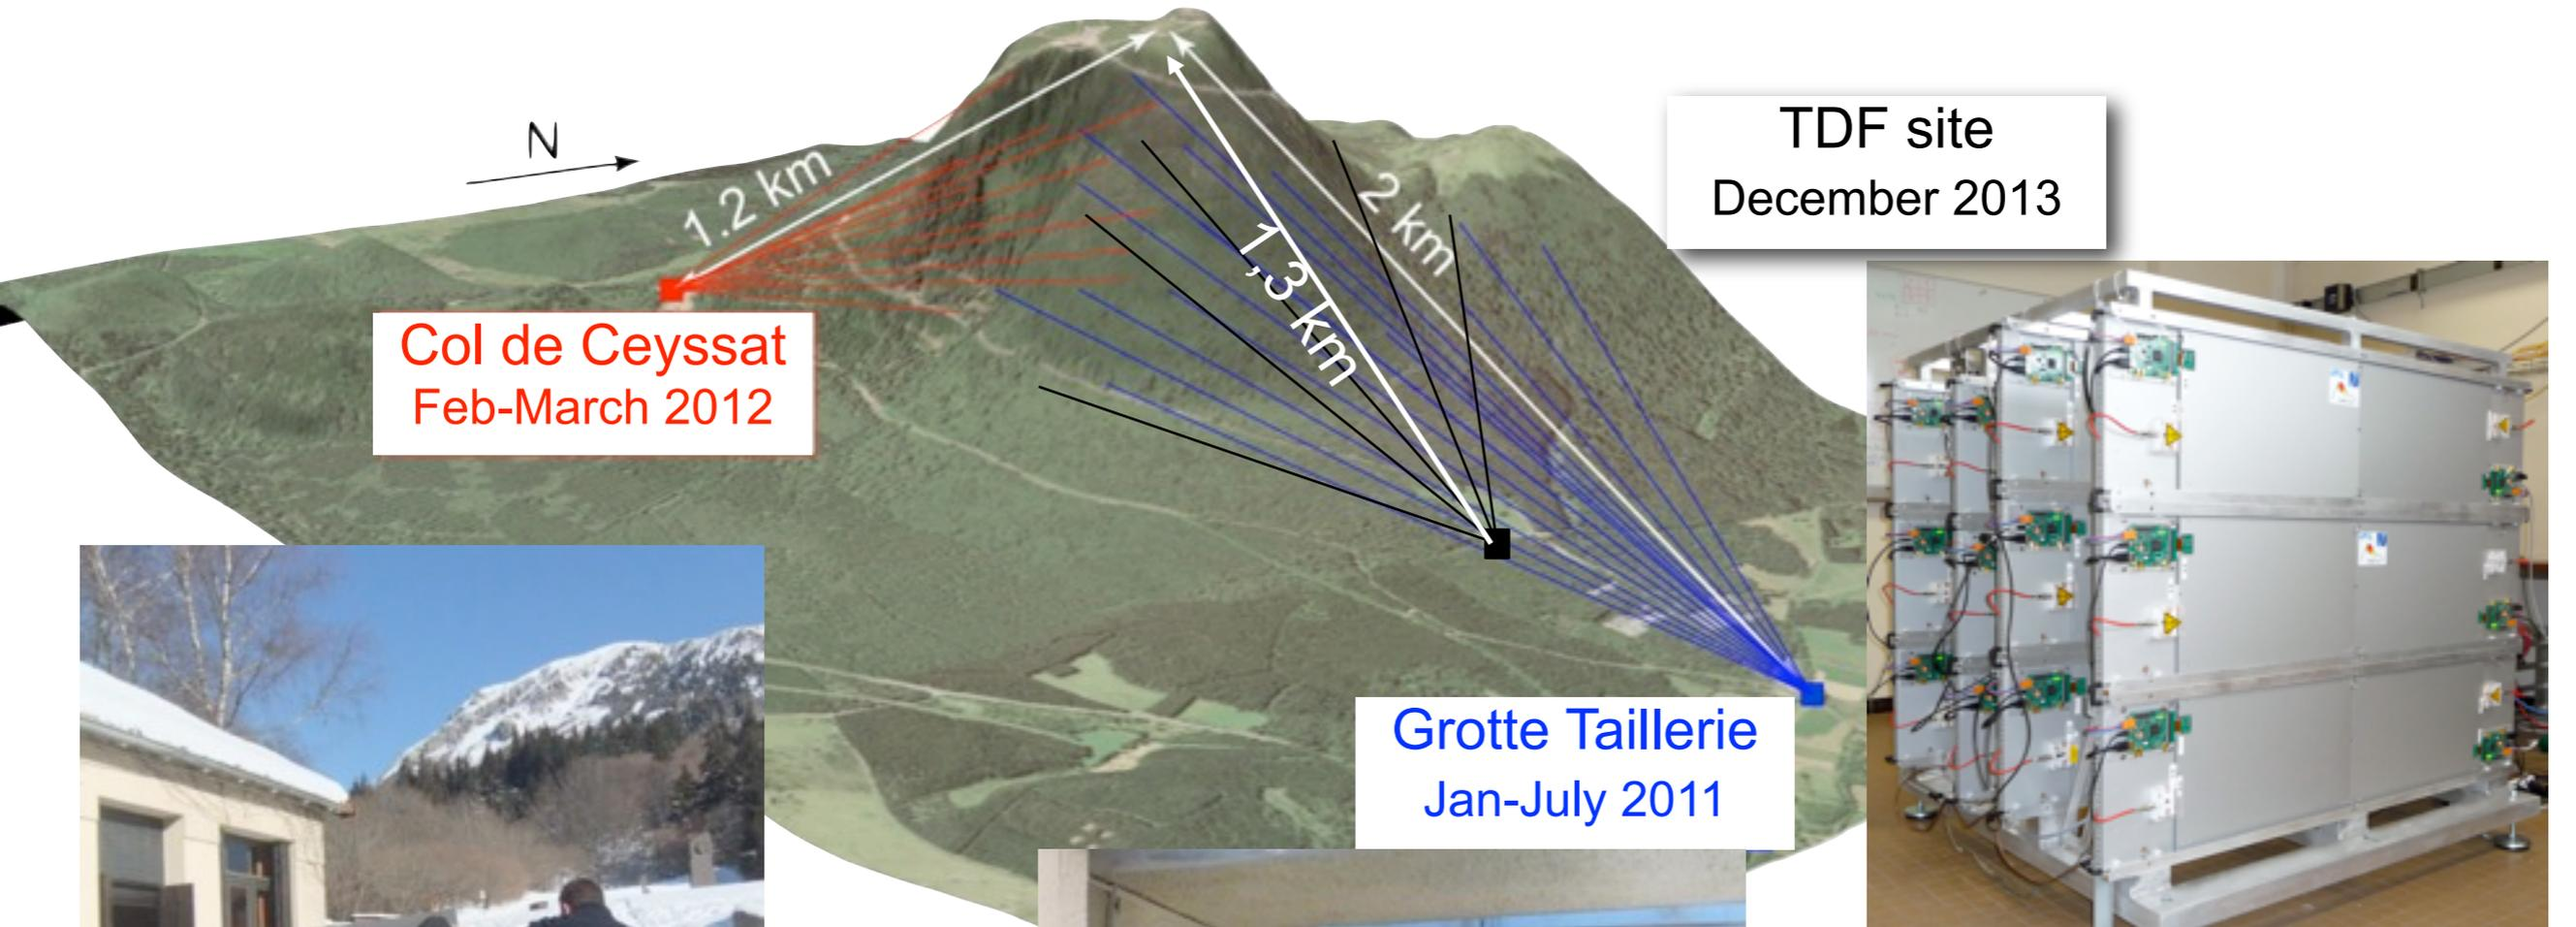 N
1.2 km
2 km
1,3 km
TDF site
December 2013
Col de Ceyssat
Feb-March 2012
Grotte Taillerie
Jan-July 2011